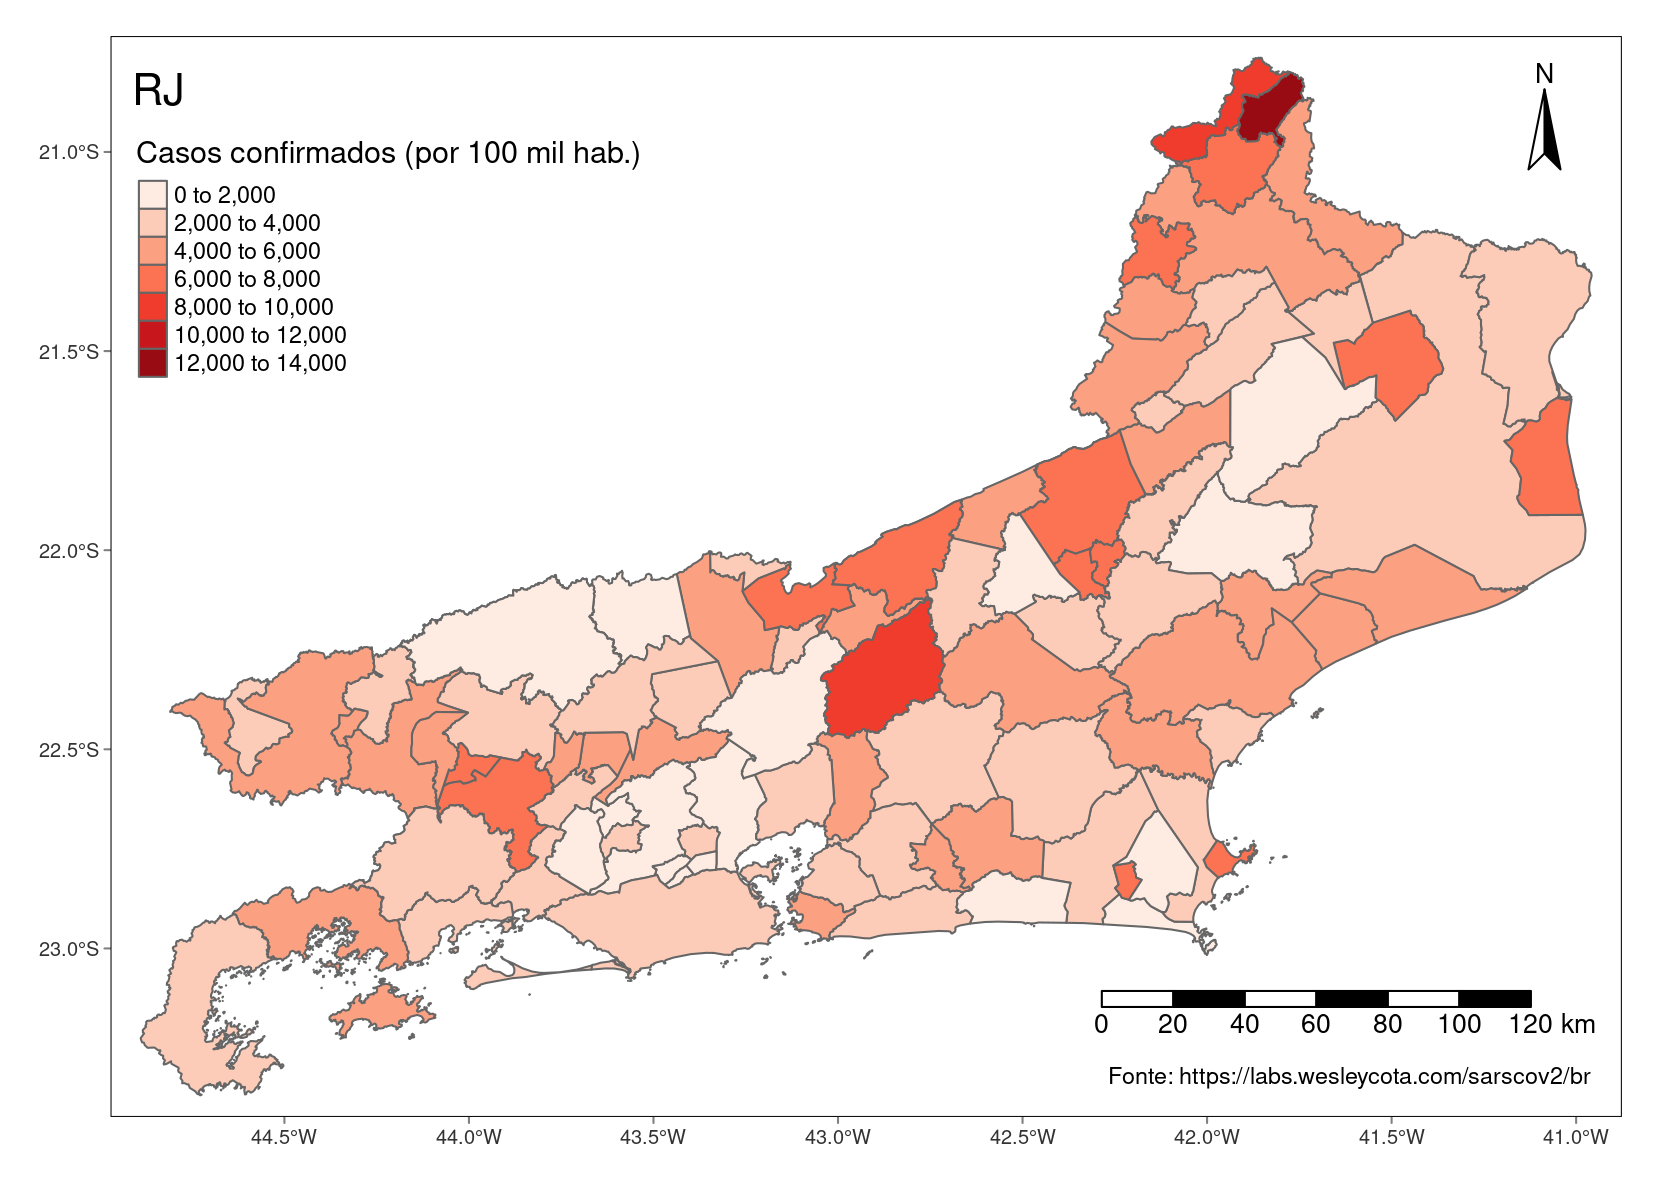 RJ
N
Casos confirmados (por 100 mil hab.)
0 to 2,000
2,000 to 4,000
4,000 to 6,000
6,000 to 8,000
8,000 to 10,000
10,000 to 12,000
12,000 to 14,000
21.0°S
21.5°S
22.0°S
22.5°S
23.0°S
0 20 40 60 80 100 120 km
Fonte: https://labs.wesleycota.com/sarscov2/br
44.5°W 44.0°W 43.5°W 43.0°W 42.5°W 42.0°W 41.5°W 41.0°W